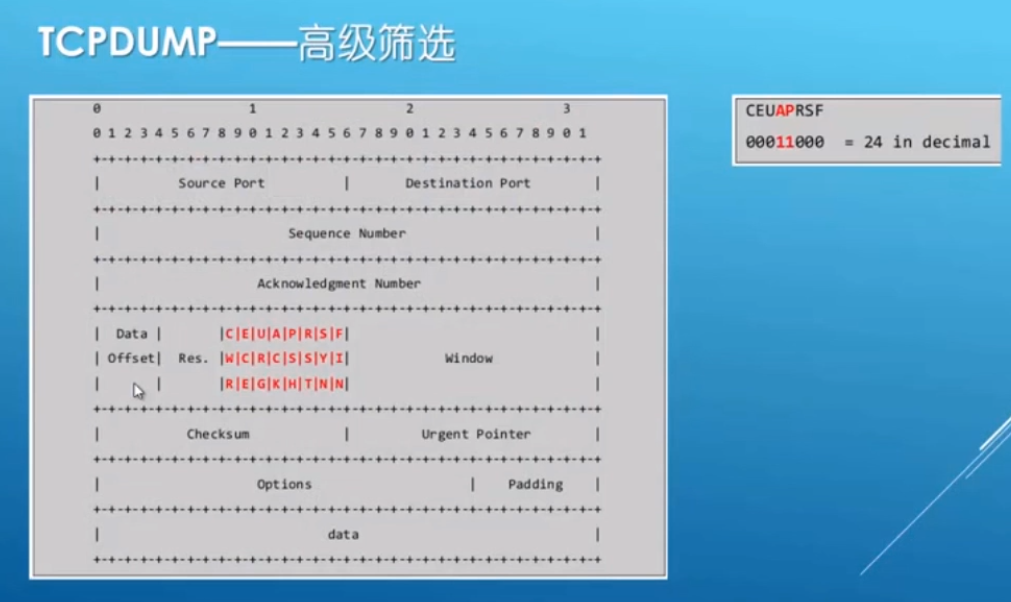 TCPDUMP——高级筛选
0 1 2 3
0 1 2 3 4 5 6 7 8 9 0 1 2 3 4 5 6 7 8 9 0 1 2 3 4 5 6 7 8 9 0 1
+-+-+-+-+-+-+-+-+-+-+-+-+-+-+-+-+-+-+-+-+-+-+-+-+-+-+-+-+-+-+-+-+
| Source Port | Destination Port |
+-+-+-+-+-+-+-+-+-+-+-+-+-+-+-+-+-+-+-+-+-+-+-+-+-+-+-+-+-+-+-+-+
| Sequence Number |
+-+-+-+-+-+-+-+-+-+-+-+-+-+-+-+-+-+-+-+-+-+-+-+-+-+-+-+-+-+-+-+-+
| Acknowledgment Number |
+-+-+-+-+-+-+-+-+-+-+-+-+-+-+-+-+-+-+-+-+-+-+-+-+-+-+-+-+-+-+-+-+
| Data | |C|E|U|A|P|R|S|F| |
| Offset| Res. |W|C|R|C|S|S|Y|I| Window |
| | |R|E|G|K|H|T|N|N| |
+-+-+-+-+-+-+-+-+-+-+-+-+-+-+-+-+-+-+-+-+-+-+-+-+-+-+-+-+-+-+-+-+
| Checksum | Urgent Pointer |
+-+-+-+-+-+-+-+-+-+-+-+-+-+-+-+-+-+-+-+-+-+-+-+-+-+-+-+-+-+-+-+-+
| Options | Padding |
+-+-+-+-+-+-+-+-+-+-+-+-+-+-+-+-+-+-+-+-+-+-+-+-+-+-+-+-+-+-+-+-+
| data |
+-+-+-+-+-+-+-+-+-+-+-+-+-+-+-+-+-+-+-+-+-+-+-+-+-+-+-+-+-+-+-+-+
CEUAPRSF
00011000 = 24 in decimal